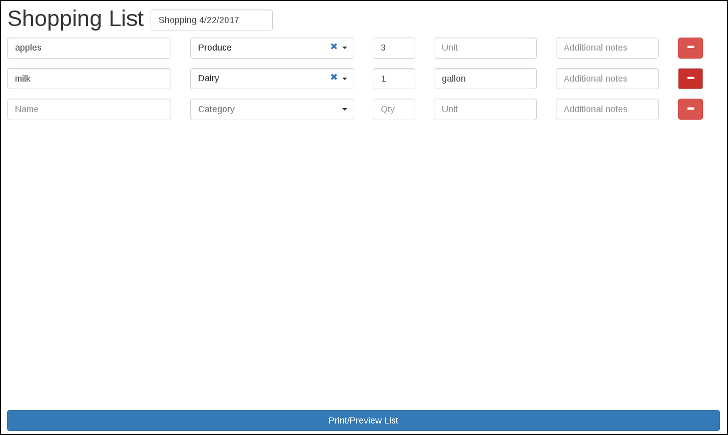 Shopping List Shopping 4/22/2017
apples Produce 3 Unit Additional notes
milk Dairy 1 gallon Additional notes
Name Category Qty Unit Additional notes
Print/Preview List